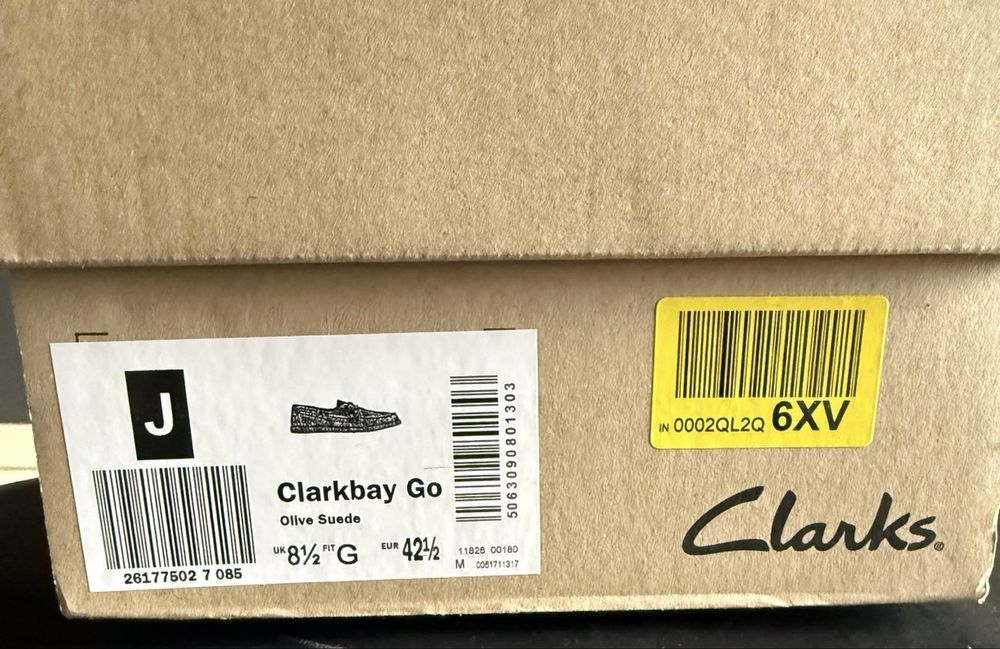 J
26177502 7 085
Clarkbay Go
Olive Suede
UK 8½ FIT G EUR 42½
5063090801303
11826 00180
M 0061711317
IN 0002QL2Q 6XV
Clarks®